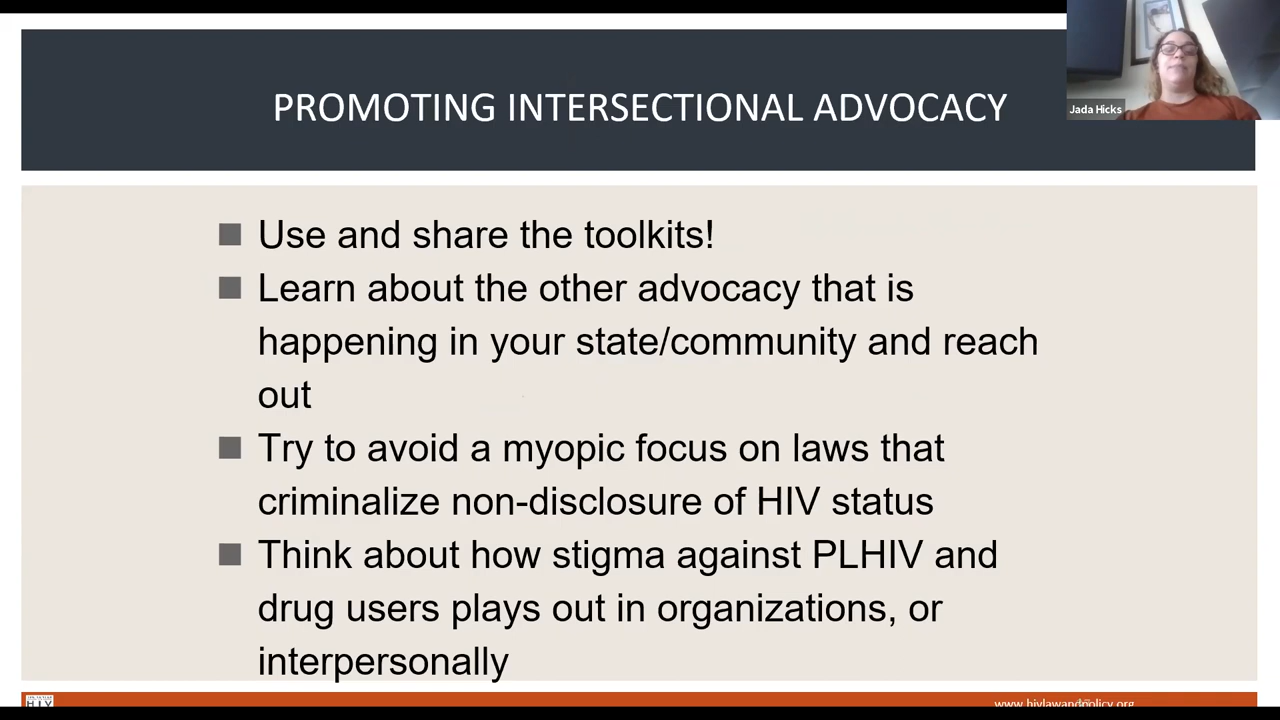 PROMOTING INTERSECTIONAL ADVOCACY
Jada Hicks
Use and share the toolkits!
Learn about the other advocacy that is
happening in your state/community and reach
out
Try to avoid a myopic focus on laws that
criminalize non-disclosure of HIV status
Think about how stigma against PLHIV and
drug users plays out in organizations, or
interpersonally
HIV
www.hivlawandpolicy.org